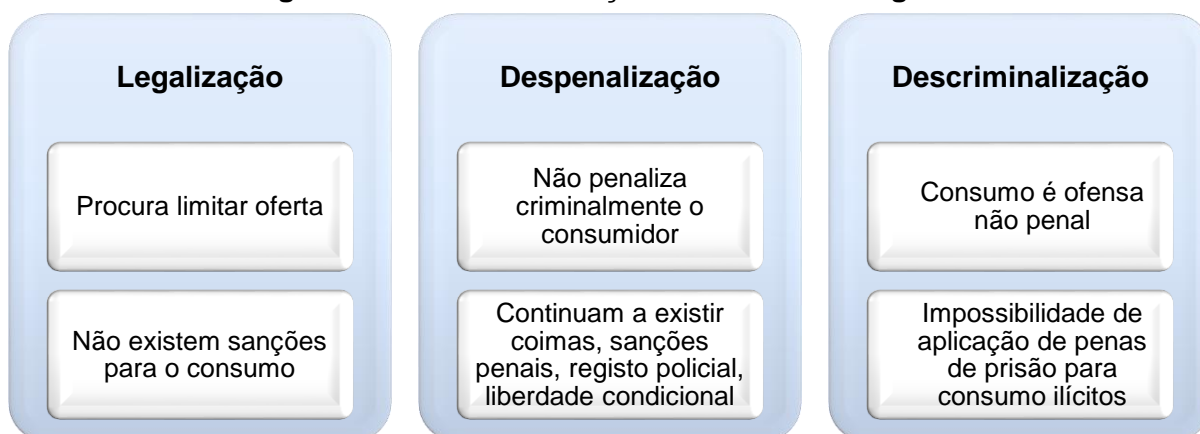 Legalização
Procura limitar oferta
Não existem sanções
para o consumo
Despenalização
Não penaliza
criminalmente o
consumidor
Continuam a existir
coimas, sanções
penais, registo policial,
liberdade condicional
Descriminalização
Consumo é ofensa
não penal
Impossibilidade de
aplicação de penas
de prisão para
consumo ilícitos